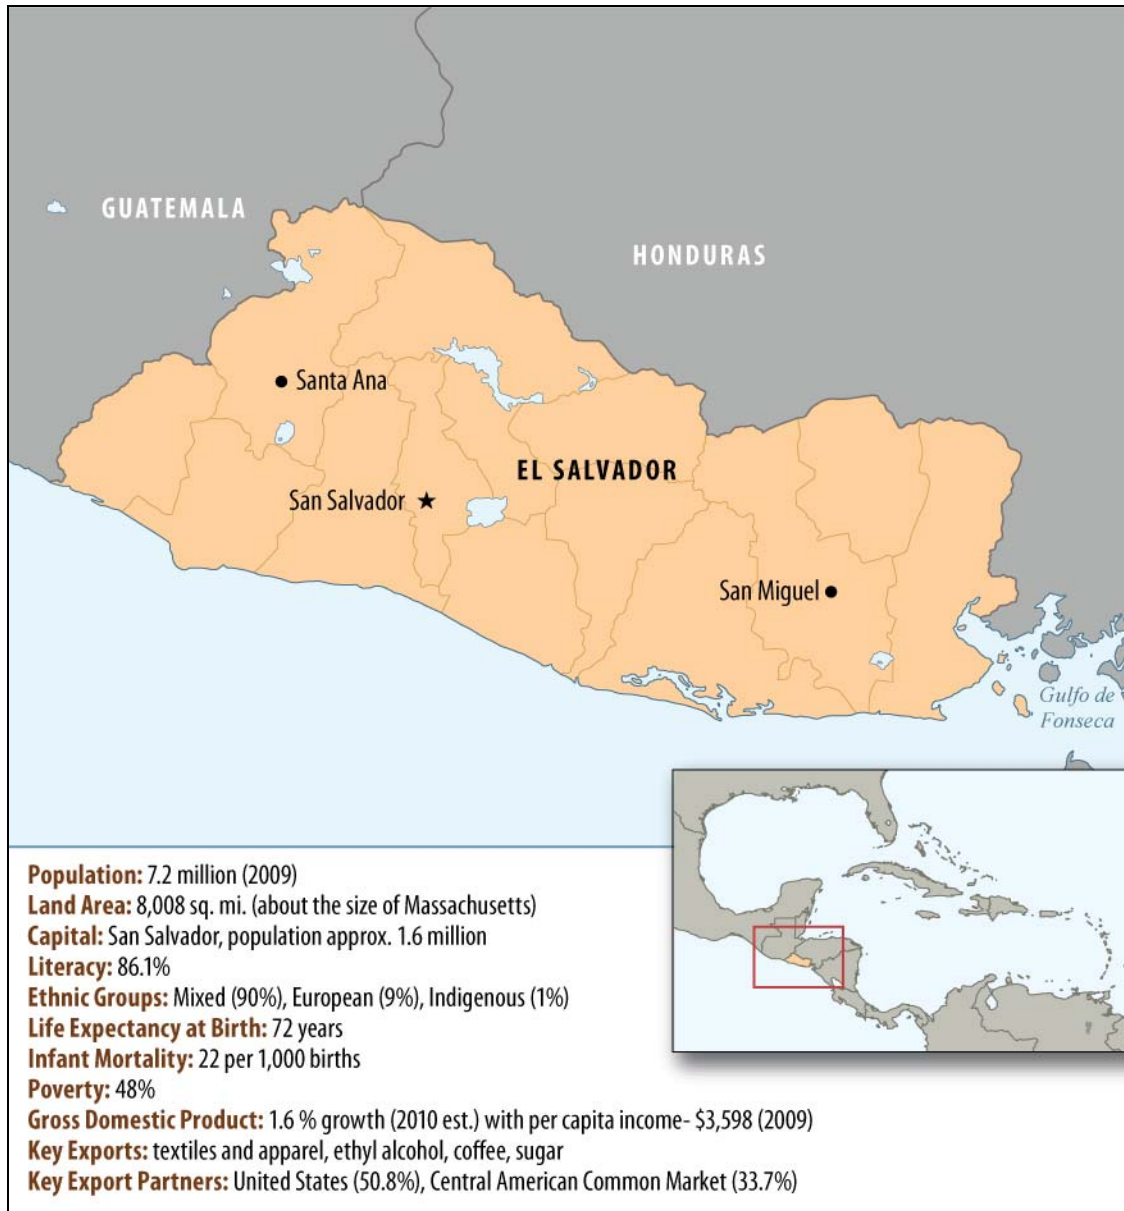 GUATEMALA
HONDURAS
Santa Ana
EL SALVADOR
San Salvador
San Miguel
Gulfo de
Fonseca
Population: 7.2 million (2009)
Land Area: 8,008 sq. mi. (about the size of Massachusetts)
Capital: San Salvador, population approx. 1.6 million
Literacy: 86.1%
Ethnic Groups: Mixed (90%), European (9%), Indigenous (1%)
Life Expectancy at Birth: 72 years
Infant Mortality: 22 per 1,000 births
Poverty: 48%
Gross Domestic Product: 1.6 % growth (2010 est.) with per capita income- $3,598 (2009)
Key Exports: textiles and apparel, ethyl alcohol, coffee, sugar
Key Export Partners: United States (50.8%), Central American Common Market (33.7%)